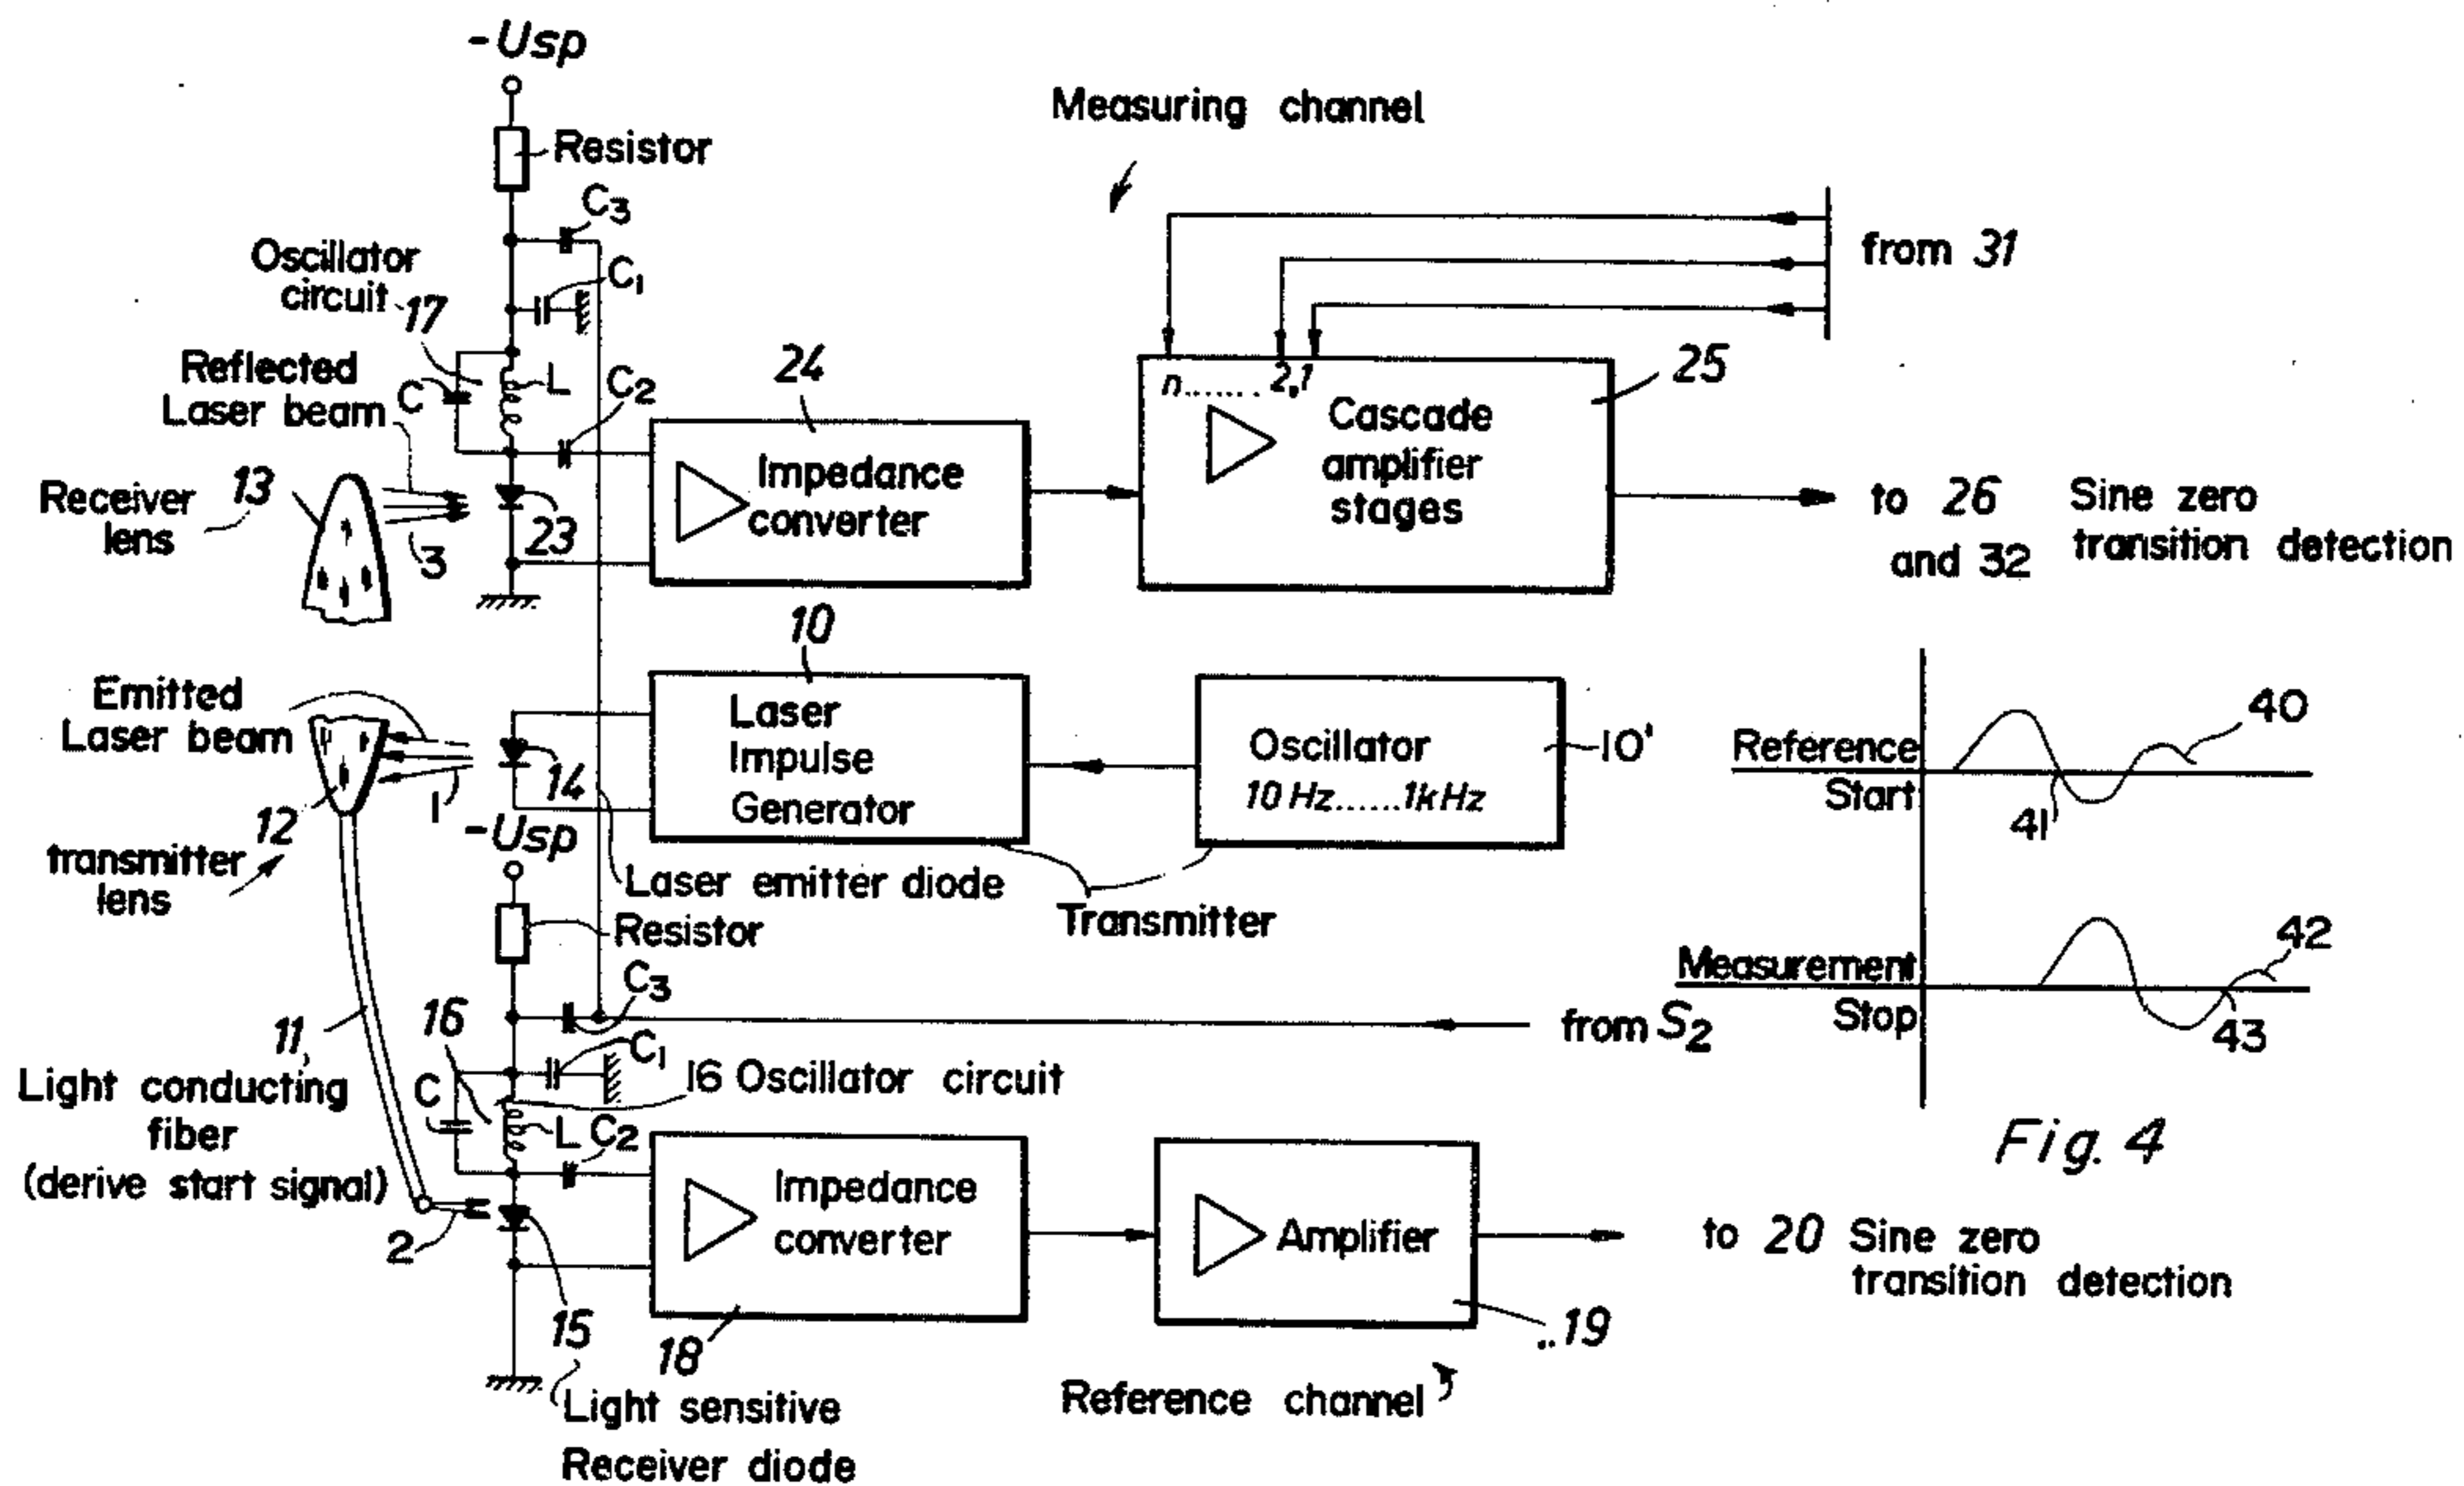 -Usp
Resistor
Measuring channel
C3
C1
Oscillator
circuit 17
from 31
Reflected
Laser beam
C
L
C2
24
25
n....... 2,1
Impedance
converter
Cascade
amplifier
stages
Receiver 13
lens
3
23
to 26 Sine zero
and 32 transition detection
10
Emitted
Laser beam
Laser
Impulse
Generator
Oscillator
10 Hz......1kHz
10'
14
1
12
transmitter
lens
-Usp
Laser emitter diode
Transmitter
Resistor
Reference
Start
40
41
Measurement
Stop
42
43
C3
from S2
11
16
C1
16 Oscillator circuit
Light conducting
fiber
(derive start signal)
C
L
C2
Fig. 4
Impedance
converter
Amplifier
2
to 20 Sine zero
transition detection
15
18
..19
Light sensitive
Receiver diode
Reference channel